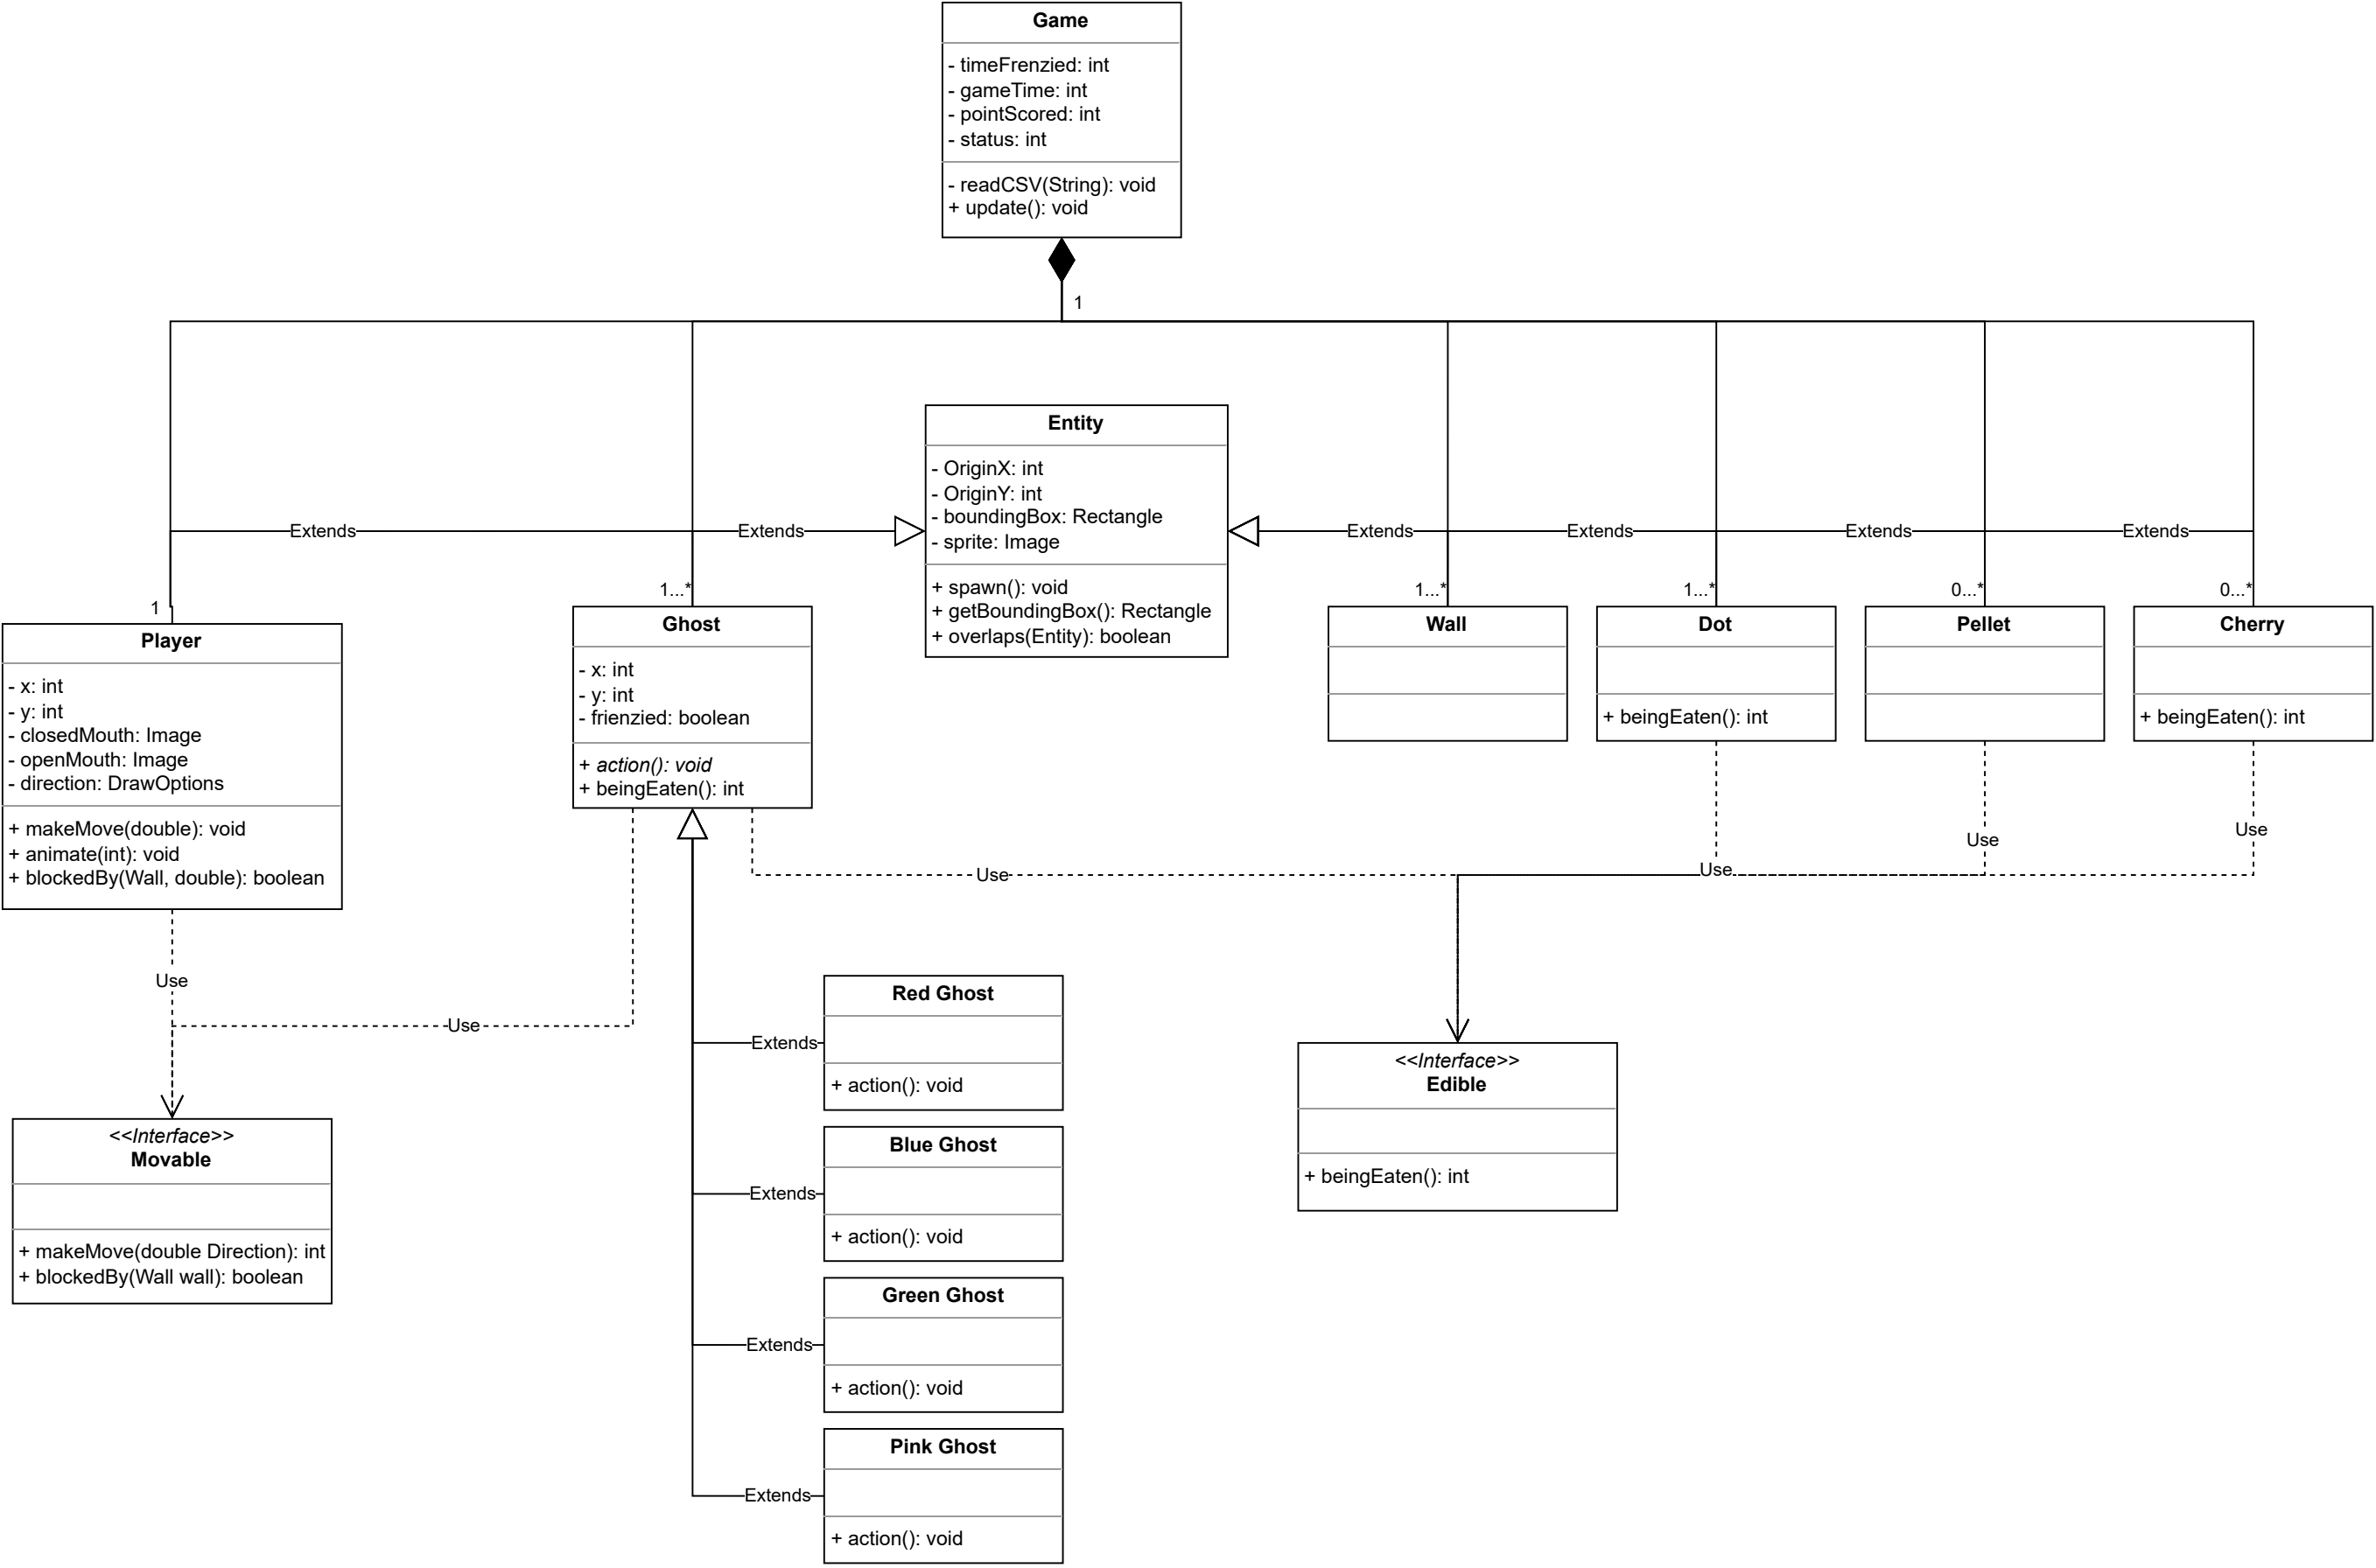 Game
- timeFrenzied: int
- gameTime: int
- pointScored: int
- status: int
- readCSV(String): void
+ update(): void
1
Entity
- OriginX: int
- OriginY: int
- boundingBox: Rectangle
- sprite: Image
+ spawn(): void
+ getBoundingBox(): Rectangle
+ overlaps(Entity): boolean
Extends
Extends
Extends
Extends
Extends
Extends
1
1...*
1...*
1...*
0...*
0...*
Player
- x: int
- y: int
- closedMouth: Image
- openMouth: Image
- direction: DrawOptions
+ makeMove(double): void
+ animate(int): void
+ blockedBy(Wall, double): boolean
Ghost
- x: int
- y: int
- frienzied: boolean
+ action(): void
+ beingEaten(): int
Wall
Dot
+ beingEaten(): int
Pellet
Cherry
+ beingEaten(): int
Use
Use
Use
Use
Use
Use
<<Interface>>
Movable
+ makeMove(double Direction): int
+ blockedBy(Wall wall): boolean
Extends
Red Ghost
+ action(): void
Extends
Blue Ghost
+ action(): void
Extends
Green Ghost
+ action(): void
Extends
Pink Ghost
+ action(): void
<<Interface>>
Edible
+ beingEaten(): int